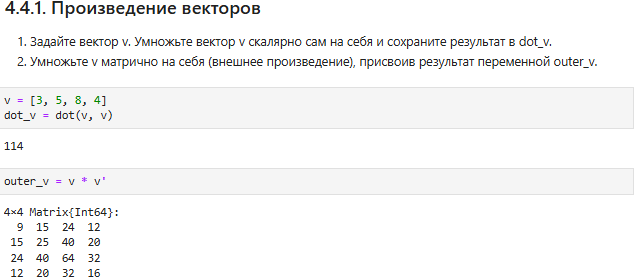 4.4.1. Произведение векторов
1. Задайте вектор v. Умножьте вектор v скалярно сам на себя и сохраните результат в dot_v.
2. Умножьте v матрично на себя (внешнее произведение), присвоив результат переменной outer_v.
v = [3, 5, 8, 4]
dot_v = dot(v, v)
114
outer_v = v * v'
4×4 Matrix{Int64}:
9 15 24 12
15 25 40 20
24 40 64 32
12 20 32 16